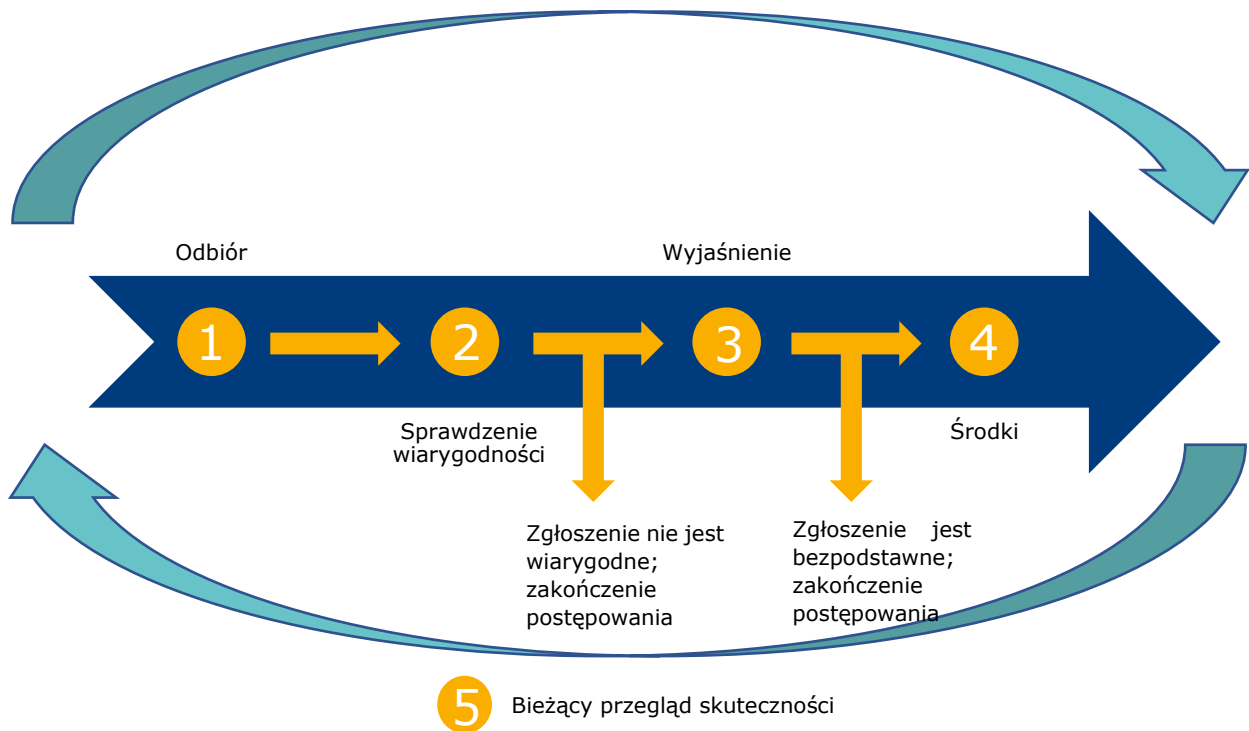 Odbiór
Wyjaśnienie
1
2
3
4
Sprawdzenie
wiarygodności
Środki
Zgłoszenie nie jest
wiarygodne;
zakończenie
postępowania
Zgłoszenie jest
bezpodstawne;
zakończenie
postępowania
5 Bieżący przegląd skuteczności